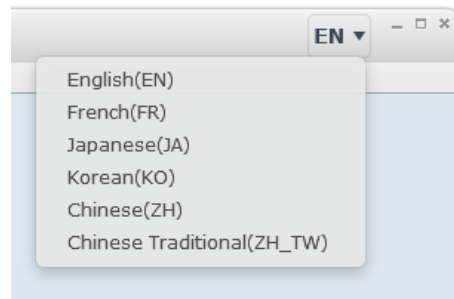 EN ▼
English(EN)
French(FR)
Japanese(JA)
Korean(KO)
Chinese(ZH)
Chinese Traditional(ZH_TW)